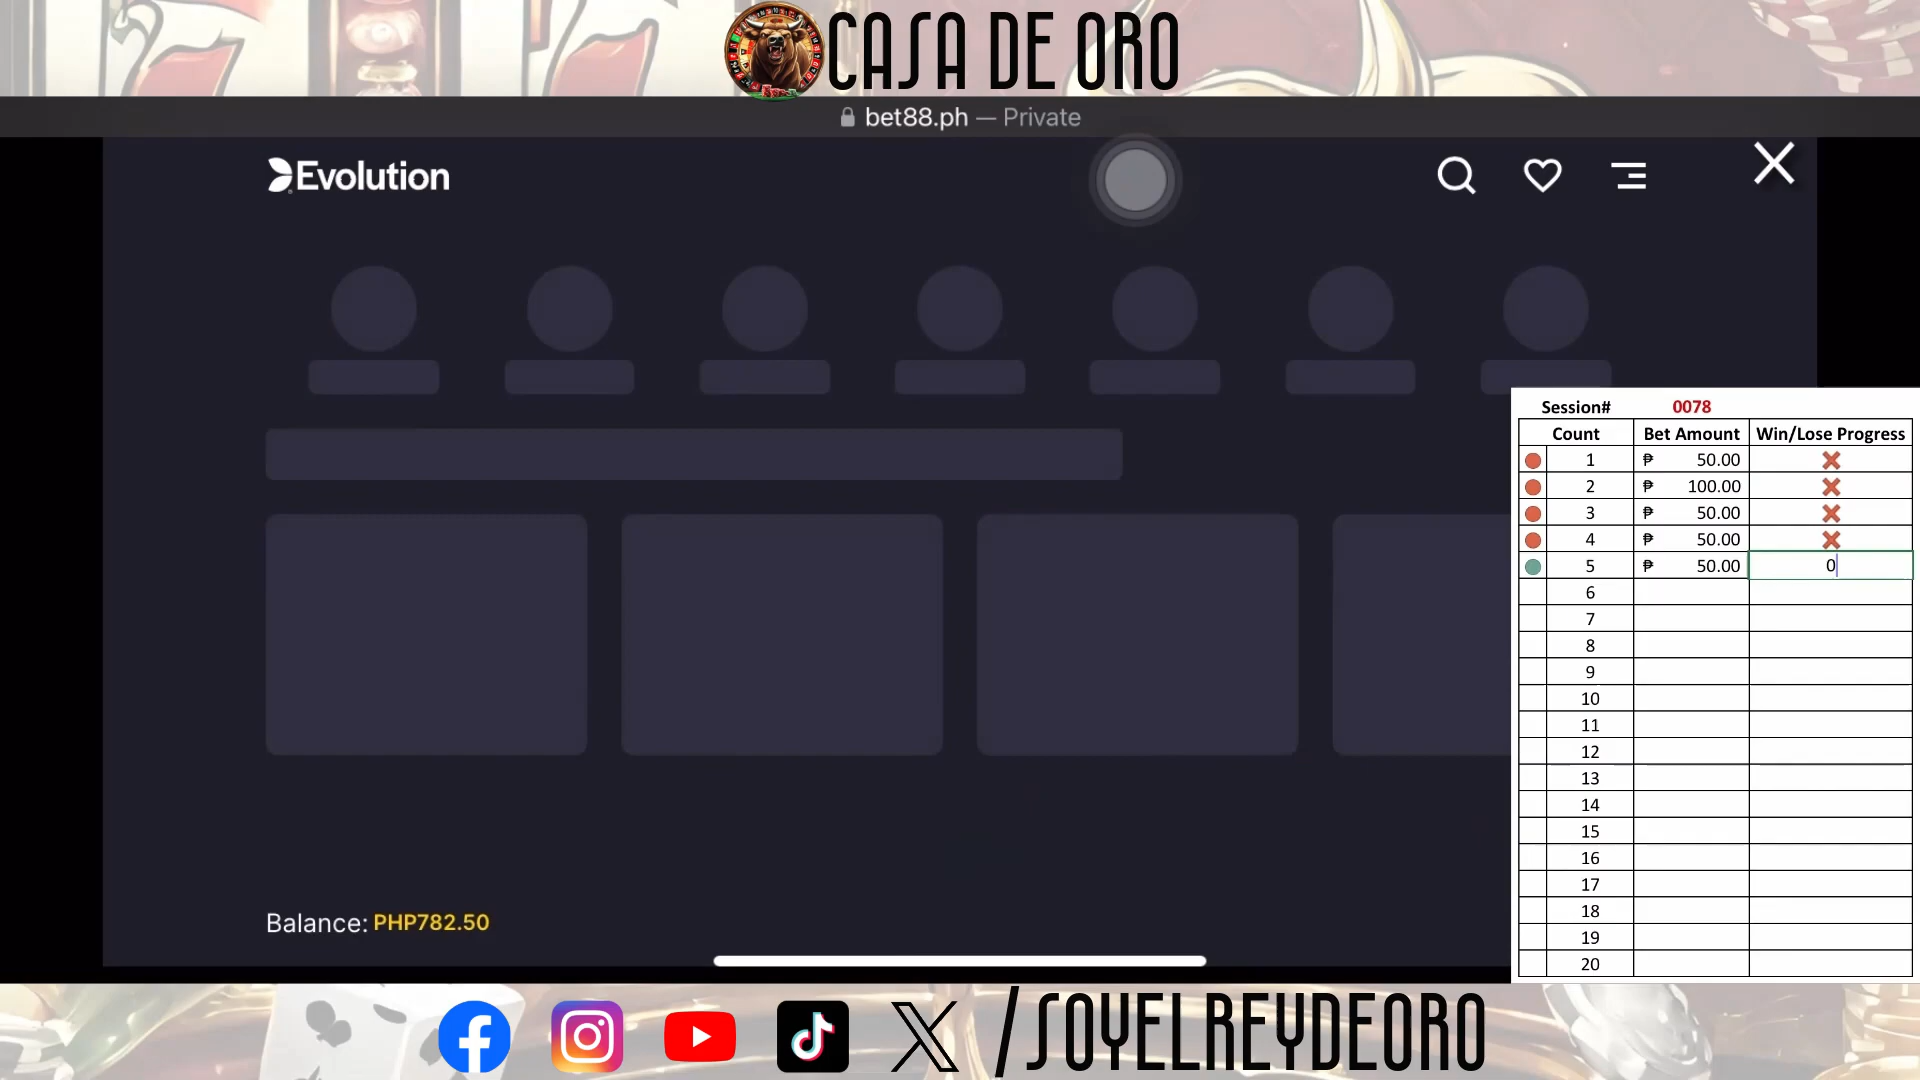 CASA DE ORO
bet88.ph — Private
Evolution
Session# 0078
Count Bet Amount Win/Lose Progress
1 ₱ 50.00 ❌
2 ₱ 100.00 ❌
3 ₱ 50.00 ❌
4 ₱ 50.00 ❌
5 ₱ 50.00 0
6
7
8
9
10
11
12
13
14
15
16
17
18
19
20
Balance: PHP782.50
/SOYELREYDEORO